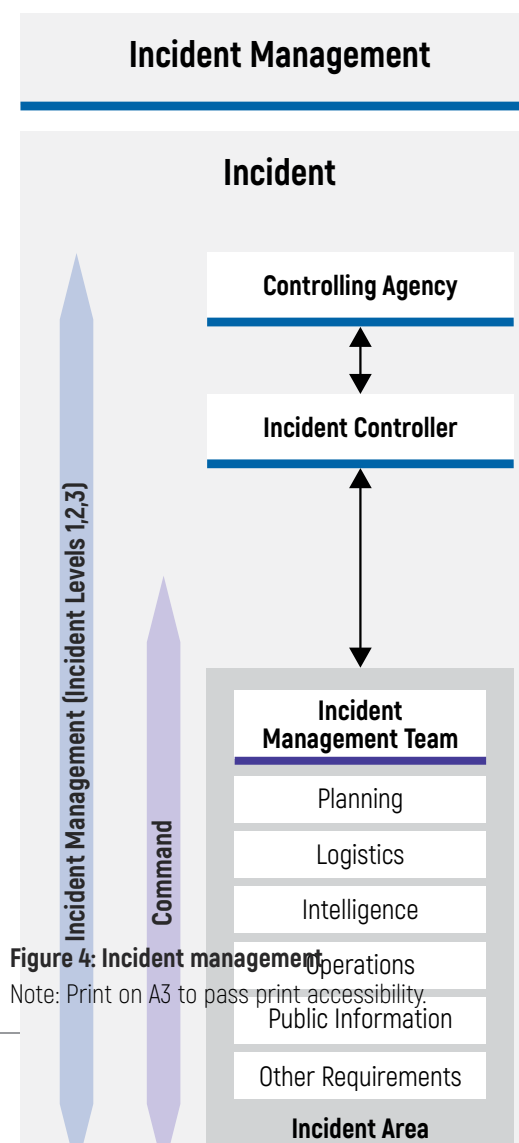 Incident Management
Incident
Controlling Agency
Incident Controller
Incident Management (Incident Levels 1,2,3)
Command
Incident
Management Team
Planning
Logistics
Intelligence
Operations
Public Information
Other Requirements
Incident Area
Figure 4: Incident management
Note: Print on A3 to pass print accessibility.